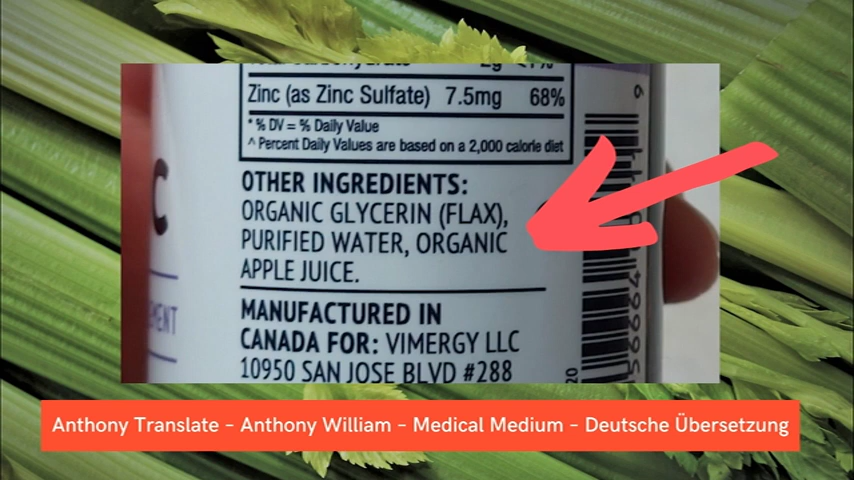 2g <1%
Zinc (as Zinc Sulfate) 7.5mg 68%
* % DV = % Daily Value
^ Percent Daily Values are based on a 2,000 calorie diet
OTHER INGREDIENTS:
ORGANIC GLYCERIN (FLAX),
PURIFIED WATER, ORGANIC
APPLE JUICE.
MANUFACTURED IN
CANADA FOR: VIMERGY LLC
10950 SAN JOSE BLVD #288
C
Anthony Translate – Anthony William – Medical Medium – Deutsche Übersetzung